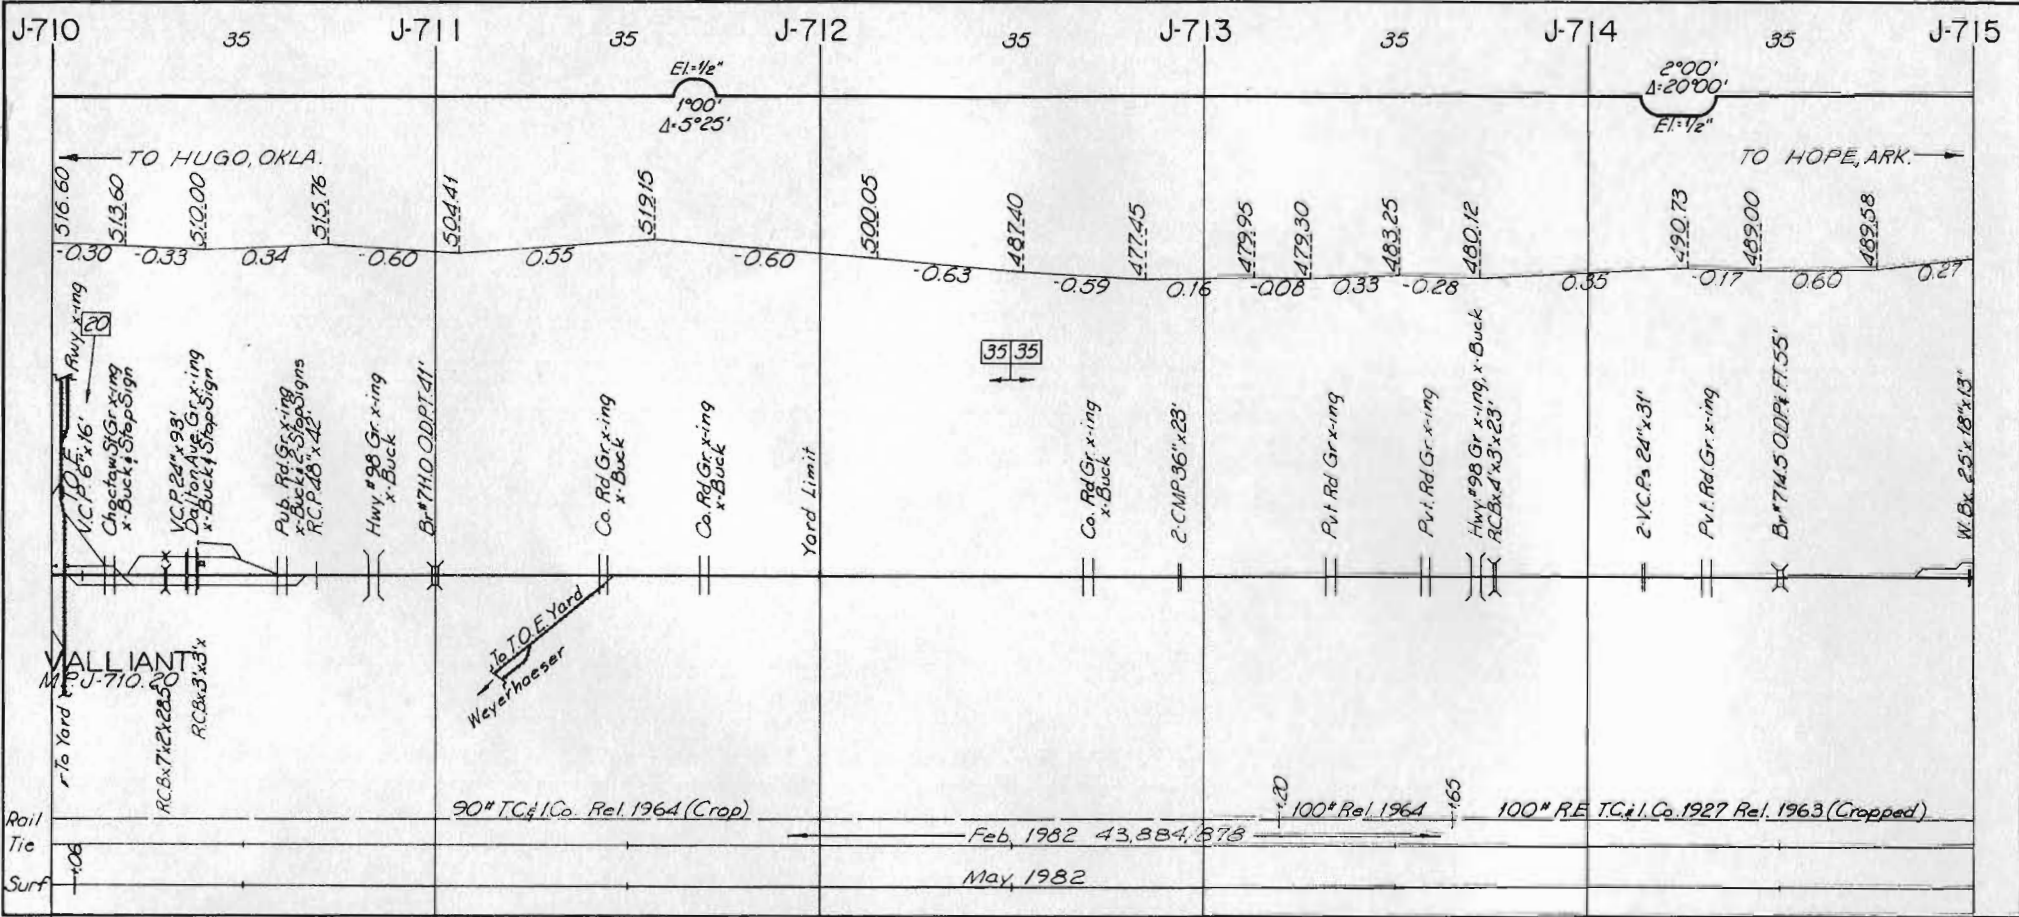 J-710 35 J-711 35 J-712 35 J-713 35 J-714 35 J-715
El.=1/2"
1°00'
Δ=5°25'
2°00'
Δ=20°00'
El.=1/2"
TO HUGO, OKLA.
TO HOPE, ARK.
516.60 513.60 510.00 515.76 504.41 519.15 500.05 487.40 477.45 479.95 479.30 483.25 480.12 490.73 489.00 489.58
-0.30 -0.33 0.34 -0.60 0.55 -0.60 -0.63 -0.59 0.16 -0.08 0.33 -0.28 0.35 -0.17 0.60 0.27
Rwy x-ing
20
T.O.E.
V.C.P. 6"x16'
Choctaw St Gr x-ing
x-Buck & Stop Sign
V.C.P. 24"x93'
Dalton Ave. Gr. x-ing
x-Buck & Stop Sign
Pub. Rd. Gr. x-ing
x-Buck & 2-Stop Signs
R.C.P. 48"x42'
Hwy. #98 Gr. x-ing
x-Buck
Br #711.0 O.D.P.T. 41'
Co. Rd Gr. x-ing
x-Buck
Co. Rd. Gr. x-ing
x-Buck
Yard Limit
35 35
Co. Rd Gr. x-ing
x-Buck
2-CMP 36"x23'
Pvt Rd Gr x-ing
Pvt. Rd. Gr. x-ing
Hwy. #98 Gr x-ing, x-Buck
RCBx 4'x3'x23'
2-V.C.P.s 24"x31'
Pvt. Rd. Gr. x-ing
Br #714.5 O.D.P.& F.T. 55'
W. Bx. 25'x18"x13"
VALLIANT
M.P. J-710.20
To Yard
RCBx7'x2'x28.5'
RCBx3'x3'x
To T.O.E. Yard
Weyerhaeser
Rail
90# T.C.& I. Co. Rel. 1964 (Crop)
+.20
100# Rel. 1964
+.65
100# R.E. T.C.& I. Co. 1927 Rel. 1963 (Cropped)
Tie
Feb. 1982 43,884,878
+.06
Surf
May, 1982